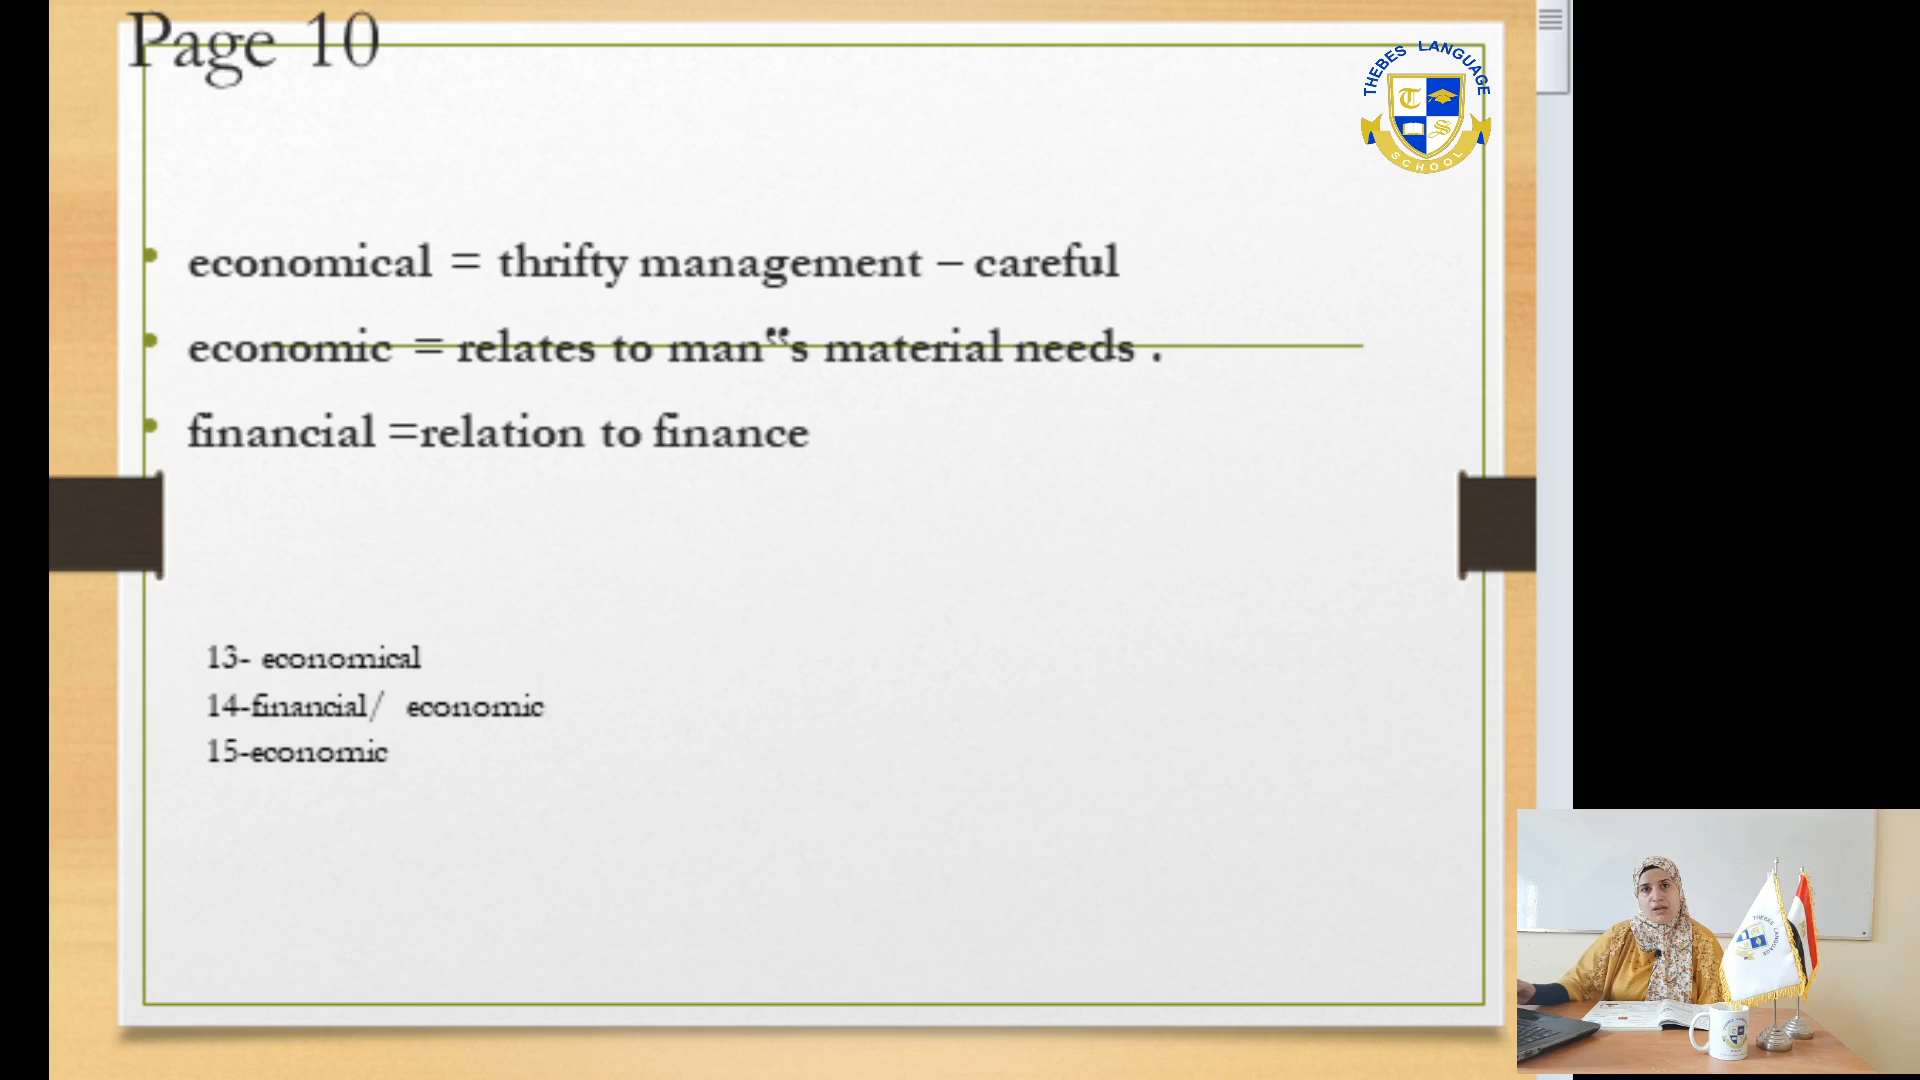 Page 10
THEBES LANGUAGE
SCHOOL
economical = thrifty management – careful
economic = relates to man‟s material needs .
financial =relation to finance
13- economical
14-financial/ economic
15-economic